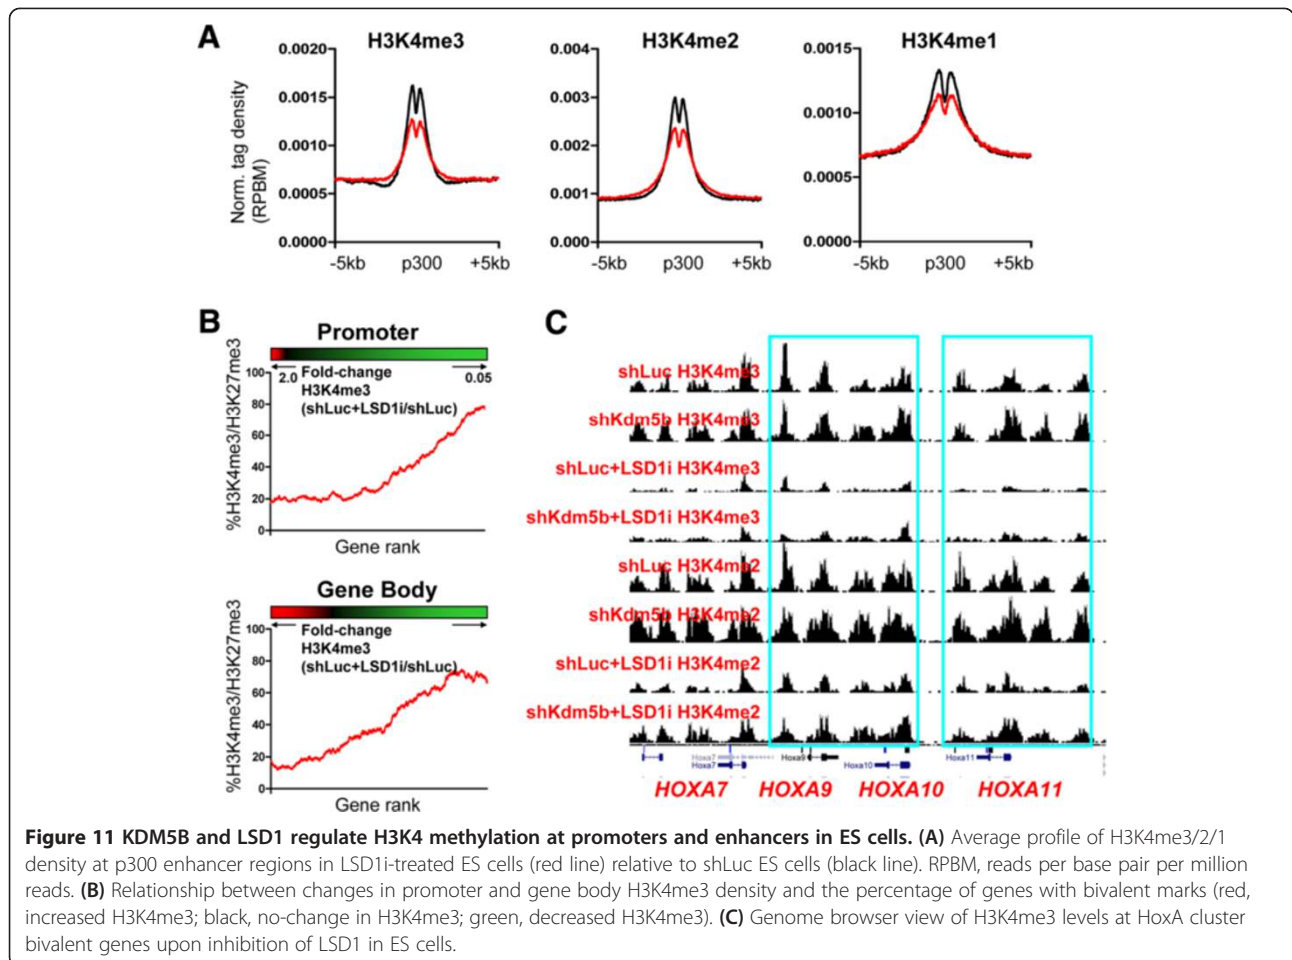 A
H3K4me3
H3K4me2
H3K4me1
Norm. tag density
(RPBM)
0.0020
0.0015
0.0010
0.0005
0.0000
-5kb p300 +5kb
0.004
0.003
0.002
0.001
0.000
-5kb p300 +5kb
0.0015
0.0010
0.0005
0.0000
-5kb p300 +5kb
B
Promoter
%H3K4me3/H3K27me3
100
80
60
40
20
0
2.0 Fold-change 0.05
H3K4me3
(shLuc+LSD1i/shLuc)
Gene rank
Gene Body
%H3K4me3/H3K27me3
100
80
60
40
20
0
Fold-change
H3K4me3
(shLuc+LSD1i/shLuc)
Gene rank
C
shLuc H3K4me3
shKdm5b H3K4me3
shLuc+LSD1i H3K4me3
shKdm5b+LSD1i H3K4me3
shLuc H3K4me2
shKdm5b H3K4me2
shLuc+LSD1i H3K4me2
shKdm5b+LSD1i H3K4me2
Hoxa7
Hoxa7
Hoxa9
Hoxa10
Hoxa11
HOXA7 HOXA9 HOXA10 HOXA11
Figure 11 KDM5B and LSD1 regulate H3K4 methylation at promoters and enhancers in ES cells. (A) Average profile of H3K4me3/2/1
density at p300 enhancer regions in LSD1i-treated ES cells (red line) relative to shLuc ES cells (black line). RPBM, reads per base pair per million
reads. (B) Relationship between changes in promoter and gene body H3K4me3 density and the percentage of genes with bivalent marks (red,
increased H3K4me3; black, no-change in H3K4me3; green, decreased H3K4me3). (C) Genome browser view of H3K4me3 levels at HoxA cluster
bivalent genes upon inhibition of LSD1 in ES cells.